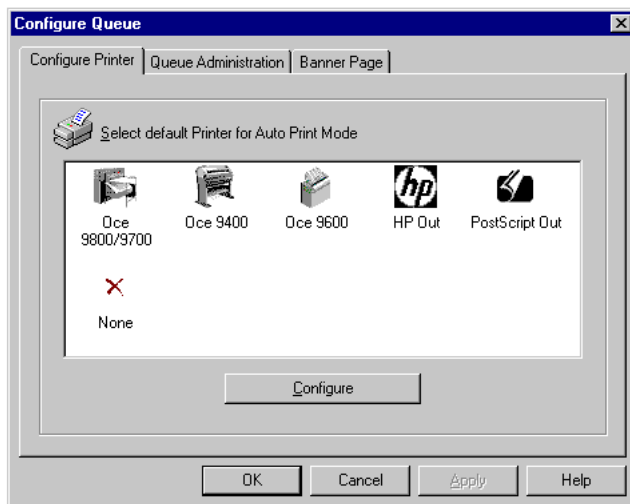 Configure Queue
Configure Printer
Queue Administration
Banner Page
Select default Printer for Auto Print Mode
hp
Oce 9800/9700
Oce 9400
Oce 9600
HP Out
PostScript Out
None
Configure
OK
Cancel
Apply
Help